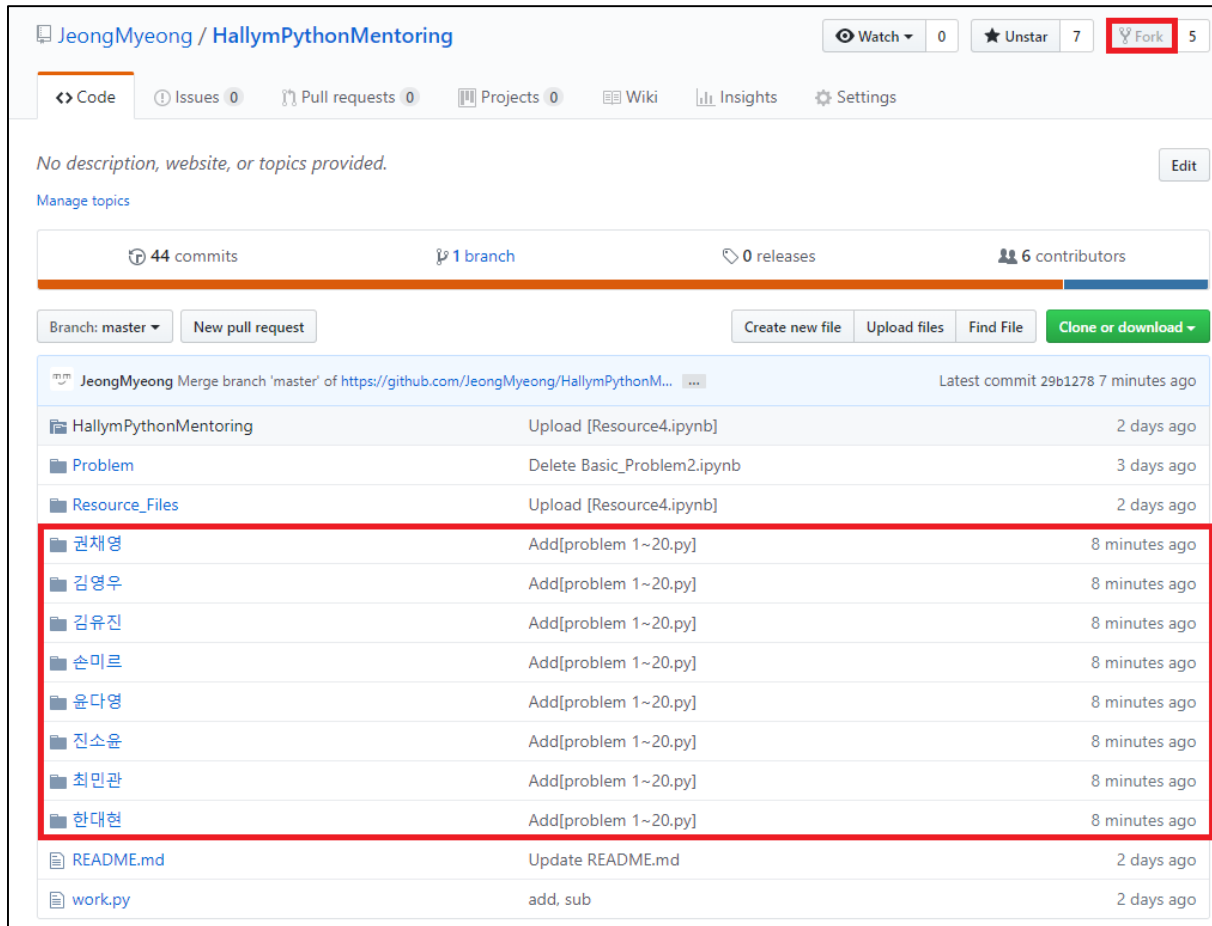 JeongMyeong / HallymPythonMentoring Watch 0 Unstar 7 Fork 5
Code Issues 0 Pull requests 0 Projects 0 Wiki Insights Settings
No description, website, or topics provided. Edit
Manage topics
44 commits 1 branch 0 releases 6 contributors
Branch: master New pull request Create new file Upload files Find File Clone or download
JeongMyeong Merge branch 'master' of https://github.com/JeongMyeong/HallymPythonM... ... Latest commit 29b1278 7 minutes ago
HallymPythonMentoring Upload [Resource4.ipynb] 2 days ago
Problem Delete Basic_Problem2.ipynb 3 days ago
Resource_Files Upload [Resource4.ipynb] 2 days ago
권채영 Add[problem 1~20.py] 8 minutes ago
김영우 Add[problem 1~20.py] 8 minutes ago
김유진 Add[problem 1~20.py] 8 minutes ago
손미르 Add[problem 1~20.py] 8 minutes ago
윤다영 Add[problem 1~20.py] 8 minutes ago
진소윤 Add[problem 1~20.py] 8 minutes ago
최민관 Add[problem 1~20.py] 8 minutes ago
한대현 Add[problem 1~20.py] 8 minutes ago
README.md Update README.md 2 days ago
work.py add, sub 2 days ago